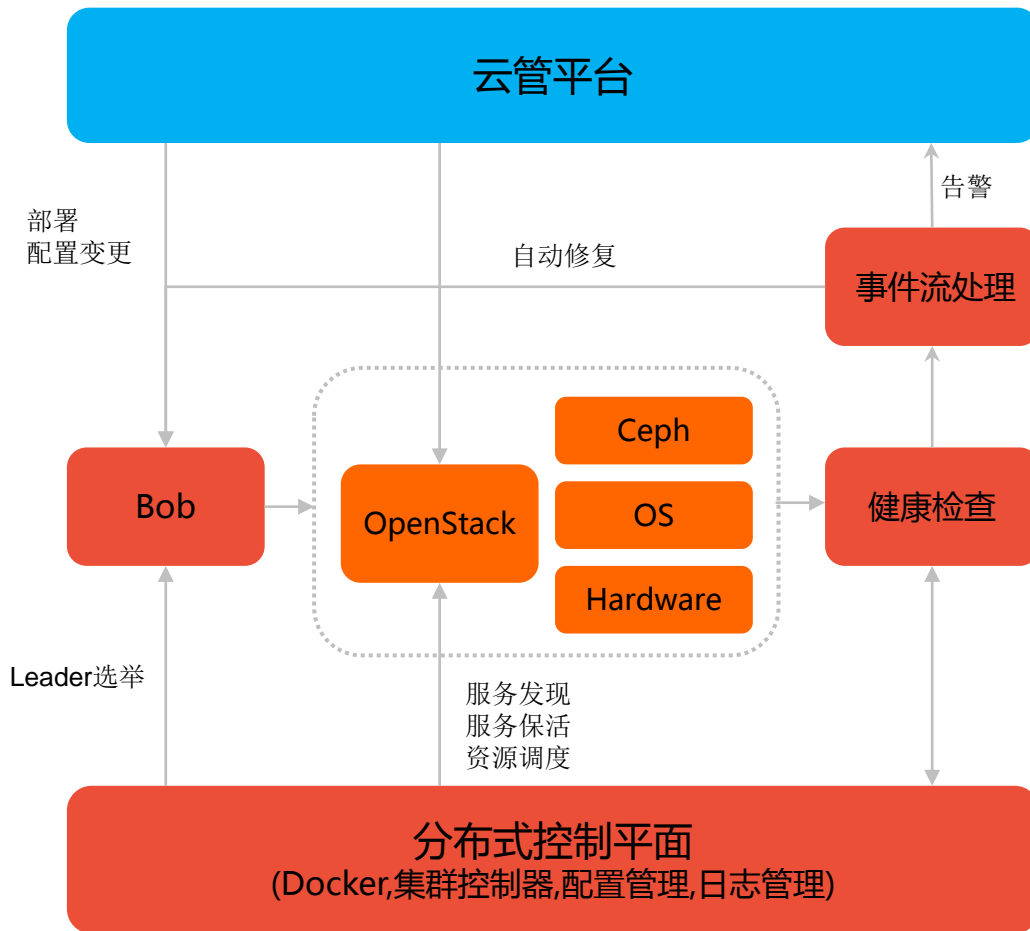 云管平台
告警
部署
配置变更
自动修复
事件流处理
Ceph
Bob
OpenStack
OS
健康检查
Hardware
Leader选举
服务发现
服务保活
资源调度
分布式控制平面
(Docker,集群控制器,配置管理,日志管理)